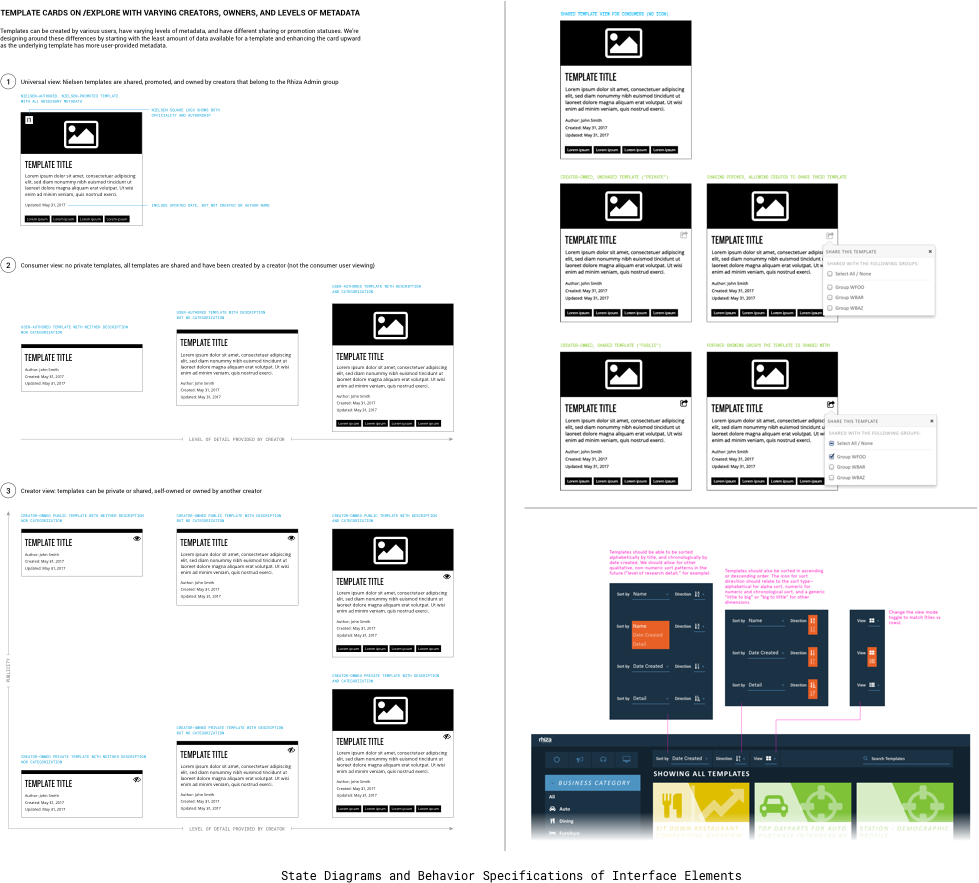 TEMPLATE CARDS ON /EXPLORE WITH VARYING CREATORS, OWNERS, AND LEVELS OF METADATA
Templates can be created by various users, have varying levels of metadata, and have different sharing or promotion statuses. We're
designing around these differences by starting with the least amount of data available for a template and enhancing the card upward
as the underlying template has more user-provided metadata.
1 Universal view: Nielsen templates are shared, promoted, and owned by creators that belong to the Rhiza Admin group
NIELSEN-AUTHORED, NIELSEN-PROMOTED TEMPLATE
WITH ALL NECESSARY METADATA
NIELSEN SQUARE LOGO SHOWS BOTH
OFFICIALITY AND AUTHORSHIP
n
TEMPLATE TITLE
Lorem ipsum dolor sit amet, consectetuer adipiscing
elit, sed diam nonummy nibh euismod tincidunt ut
laoreet dolore magna aliquam erat volutpat. Ut wisi
enim ad minim veniam, quis nostrud exerci.
Updated: May 31, 2017
INCLUDE UPDATED DATE, BUT NOT CREATED OR AUTHOR NAME
Lorem ipsum Lorem ipsum Lorem ipsum Lorem ipsum
2 Consumer view: no private templates, all templates are shared and have been created by a creator (not the consumer user viewing)
USER-AUTHORED TEMPLATE WITH NEITHER DESCRIPTION
NOR CATEGORIZATION
TEMPLATE TITLE
Author: John Smith
Created: May 31, 2017
Updated: May 31, 2017
USER-AUTHORED TEMPLATE WITH DESCRIPTION
BUT NO CATEGORIZATION
TEMPLATE TITLE
Lorem ipsum dolor sit amet, consectetuer adipiscing
elit, sed diam nonummy nibh euismod tincidunt ut
laoreet dolore magna aliquam erat volutpat. Ut wisi
enim ad minim veniam, quis nostrud exerci.
Author: John Smith
Created: May 31, 2017
Updated: May 31, 2017
USER-AUTHORED TEMPLATE WITH DESCRIPTION
AND CATEGORIZATION
TEMPLATE TITLE
Lorem ipsum dolor sit amet, consectetuer adipiscing
elit, sed diam nonummy nibh euismod tincidunt ut
laoreet dolore magna aliquam erat volutpat. Ut wisi
enim ad minim veniam, quis nostrud exerci.
Author: John Smith
Created: May 31, 2017
Updated: May 31, 2017
Lorem ipsum Lorem ipsum Lorem ipsum Lorem ipsum
LEVEL OF DETAIL PROVIDED BY CREATOR
3 Creator view: templates can be private or shared, self-owned or owned by another creator
CREATOR-OWNED PUBLIC TEMPLATE WITH NEITHER DESCRIPTION
NOR CATEGORIZATION
TEMPLATE TITLE
Author: John Smith
Created: May 31, 2017
Updated: May 31, 2017
CREATOR-OWNED PUBLIC TEMPLATE WITH DESCRIPTION
BUT NO CATEGORIZATION
TEMPLATE TITLE
Lorem ipsum dolor sit amet, consectetuer adipiscing
elit, sed diam nonummy nibh euismod tincidunt ut
laoreet dolore magna aliquam erat volutpat. Ut wisi
enim ad minim veniam, quis nostrud exerci.
Author: John Smith
Created: May 31, 2017
Updated: May 31, 2017
CREATOR-OWNED PUBLIC TEMPLATE WITH DESCRIPTION
AND CATEGORIZATION
TEMPLATE TITLE
Lorem ipsum dolor sit amet, consectetuer adipiscing
elit, sed diam nonummy nibh euismod tincidunt ut
laoreet dolore magna aliquam erat volutpat. Ut wisi
enim ad minim veniam, quis nostrud exerci.
Author: John Smith
Created: May 31, 2017
Updated: May 31, 2017
Lorem ipsum Lorem ipsum Lorem ipsum Lorem ipsum
PUBLICITY
CREATOR-OWNED PRIVATE TEMPLATE WITH NEITHER DESCRIPTION
NOR CATEGORIZATION
TEMPLATE TITLE
Author: John Smith
Created: May 31, 2017
Updated: May 31, 2017
CREATOR-OWNED PRIVATE TEMPLATE WITH DESCRIPTION
BUT NO CATEGORIZATION
TEMPLATE TITLE
Lorem ipsum dolor sit amet, consectetuer adipiscing
elit, sed diam nonummy nibh euismod tincidunt ut
laoreet dolore magna aliquam erat volutpat. Ut wisi
enim ad minim veniam, quis nostrud exerci.
Author: John Smith
Created: May 31, 2017
Updated: May 31, 2017
CREATOR-OWNED PRIVATE TEMPLATE WITH DESCRIPTION
AND CATEGORIZATION
TEMPLATE TITLE
Lorem ipsum dolor sit amet, consectetuer adipiscing
elit, sed diam nonummy nibh euismod tincidunt ut
laoreet dolore magna aliquam erat volutpat. Ut wisi
enim ad minim veniam, quis nostrud exerci.
Author: John Smith
Created: May 31, 2017
Updated: May 31, 2017
Lorem ipsum Lorem ipsum Lorem ipsum Lorem ipsum
LEVEL OF DETAIL PROVIDED BY CREATOR
SHARED TEMPLATE VIEW FOR CONSUMERS (NO ICON)
TEMPLATE TITLE
Lorem ipsum dolor sit amet, consectetuer adipiscing
elit, sed diam nonummy nibh euismod tincidunt ut
laoreet dolore magna aliquam erat volutpat. Ut wisi
enim ad minim veniam, quis nostrud exerci.
Author: John Smith
Created: May 31, 2017
Updated: May 31, 2017
Lorem ipsum Lorem ipsum Lorem ipsum Lorem ipsum
CREATOR-OWNED, UNSHARED TEMPLATE ("PRIVATE")
TEMPLATE TITLE
Lorem ipsum dolor sit amet, consectetuer adipiscing
elit, sed diam nonummy nibh euismod tincidunt ut
laoreet dolore magna aliquam erat volutpat. Ut wisi
enim ad minim veniam, quis nostrud exerci.
Author: John Smith
Created: May 31, 2017
Updated: May 31, 2017
Lorem ipsum Lorem ipsum Lorem ipsum Lorem ipsum
SHARING POPOVER, ALLOWING CREATOR TO SHARE THEIR TEMPLATE
TEMPLATE TITLE
Lorem ipsum dolor sit amet, consectetuer
elit, sed diam nonummy nibh euismod
laoreet dolore magna aliquam erat volutpat.
enim ad minim veniam, quis nostrud exerci.
Author: John Smith
Created: May 31, 2017
Updated: May 31, 2017
Lorem ipsum Lorem ipsum Lorem ipsum Lorem ipsum
SHARE THIS TEMPLATE
SHARED WITH THE FOLLOWING GROUPS:
Select All / None
Group WFOO
Group WBAR
Group WBAZ
CREATOR-OWNED, SHARED TEMPLATE ("PUBLIC")
TEMPLATE TITLE
Lorem ipsum dolor sit amet, consectetuer adipiscing
elit, sed diam nonummy nibh euismod tincidunt ut
laoreet dolore magna aliquam erat volutpat. Ut wisi
enim ad minim veniam, quis nostrud exerci.
Author: John Smith
Created: May 31, 2017
Updated: May 31, 2017
Lorem ipsum Lorem ipsum Lorem ipsum Lorem ipsum
POPOVER SHOWING GROUPS THE TEMPLATE IS SHARED WITH
TEMPLATE TITLE
Lorem ipsum dolor sit amet, consectetuer
elit, sed diam nonummy nibh euismod
laoreet dolore magna aliquam erat volutpat.
enim ad minim veniam, quis nostrud exerci.
Author: John Smith
Created: May 31, 2017
Updated: May 31, 2017
Lorem ipsum Lorem ipsum Lorem ipsum Lorem ipsum
SHARE THIS TEMPLATE
SHARED WITH THE FOLLOWING GROUPS:
Select All / None
Group WFOO
Group WBAR
Group WBAZ
Templates should be able to be sorted
alphabetically by title, and chronologically by
date created. We should allow for other
qualitative, non-numeric sort patterns in the
future ("level of research detail," for example).
Templates should also be sorted in ascending
or descending order. The icon for sort
direction should relate to the sort type—
alphabetical for alpha sort, numeric for
numeric and chronological sort, and a generic
"little to big" or "big to little" for other
dimensions.
Change the view mode
toggle to match (tiles vs
rows).
Sort by Name Direction
Sort by Name Direction
Date Created
Detail
Sort by Date Created Direction
Sort by Detail Direction
Sort by Name Direction
Sort by Date Created Direction
Sort by Detail Direction
View
View
View
rhiza
Sort by Date Created Direction View Search Templates
BUSINESS CATEGORY
All
Auto
Dining
Furniture
SHOWING ALL TEMPLATES
SIT DOWN RESTAURANT
TOP DAYPARTS FOR AUTO
STATION - DEMOGRAPHIC
PROFILE
State Diagrams and Behavior Specifications of Interface Elements